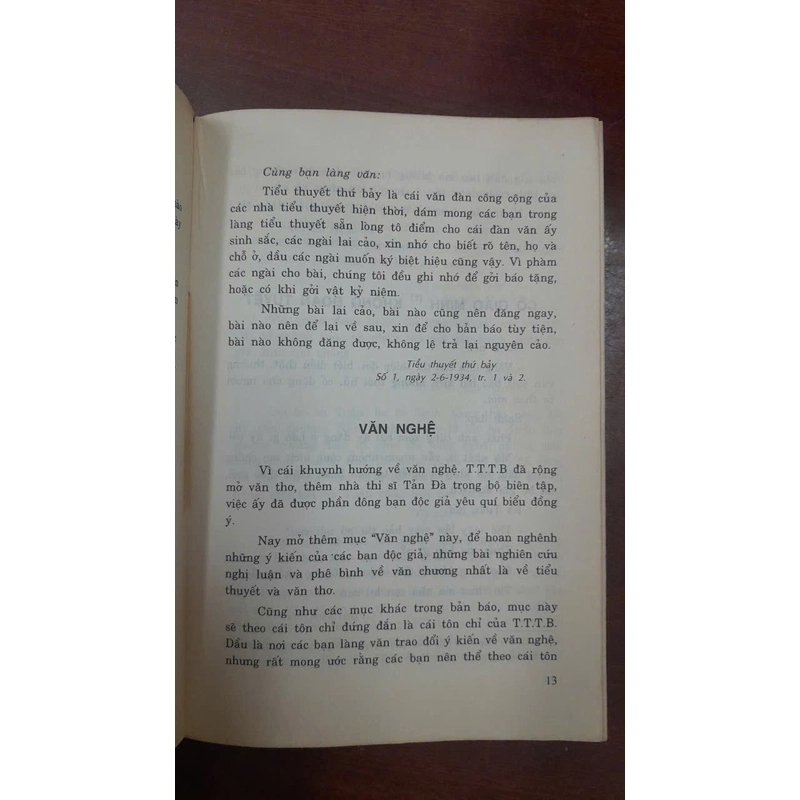 Cùng bạn làng văn:
Tiểu thuyết thứ bảy là cái văn đàn công cộng của
các nhà tiểu thuyết hiện thời, dám mong các bạn trong
làng tiểu thuyết sẵn lòng tô điểm cho cái đàn văn ấy
sinh sắc, các ngài lai cảo, xin nhớ cho biết rõ tên, họ và
chỗ ở, dầu các ngài muốn ký biệt hiệu cũng vậy. Vì phàm
các ngài cho bài, chúng tôi đều ghi nhớ để gởi báo tặng,
hoặc có khi gởi vật kỷ niệm.
Những bài lai cảo, bài nào cũng nên đăng ngay,
bài nào nên để lại về sau, xin để cho bản báo tùy tiện,
bài nào không đăng được, không lệ trả lại nguyên cảo.
Tiểu thuyết thứ bảy
Số 1, ngày 2-6-1934, tr. 1 và 2.
VĂN NGHỆ
Vì cái khuynh hướng về văn nghệ. T.T.T.B đã rộng
mở văn thơ, thêm nhà thi sĩ Tản Đà trong bộ biên tập,
việc ấy đã được phần đông bạn độc giả yêu quí biểu đồng
ý.
Nay mở thêm mục "Văn nghệ" này, để hoan nghênh
những ý kiến của các bạn độc giả, những bài nghiên cứu
nghị luận và phê bình về văn chương nhất là về tiểu
thuyết và văn thơ.
Cũng như các mục khác trong bản báo, mục này
sẽ theo cái tôn chỉ đứng đắn là cái tôn chỉ của T.T.T.B.
Dẩu là nơi các bạn làng văn trao đổi ý kiến về văn nghệ,
nhưng rất mong ước rằng các bạn nên thể theo cái tôn
13